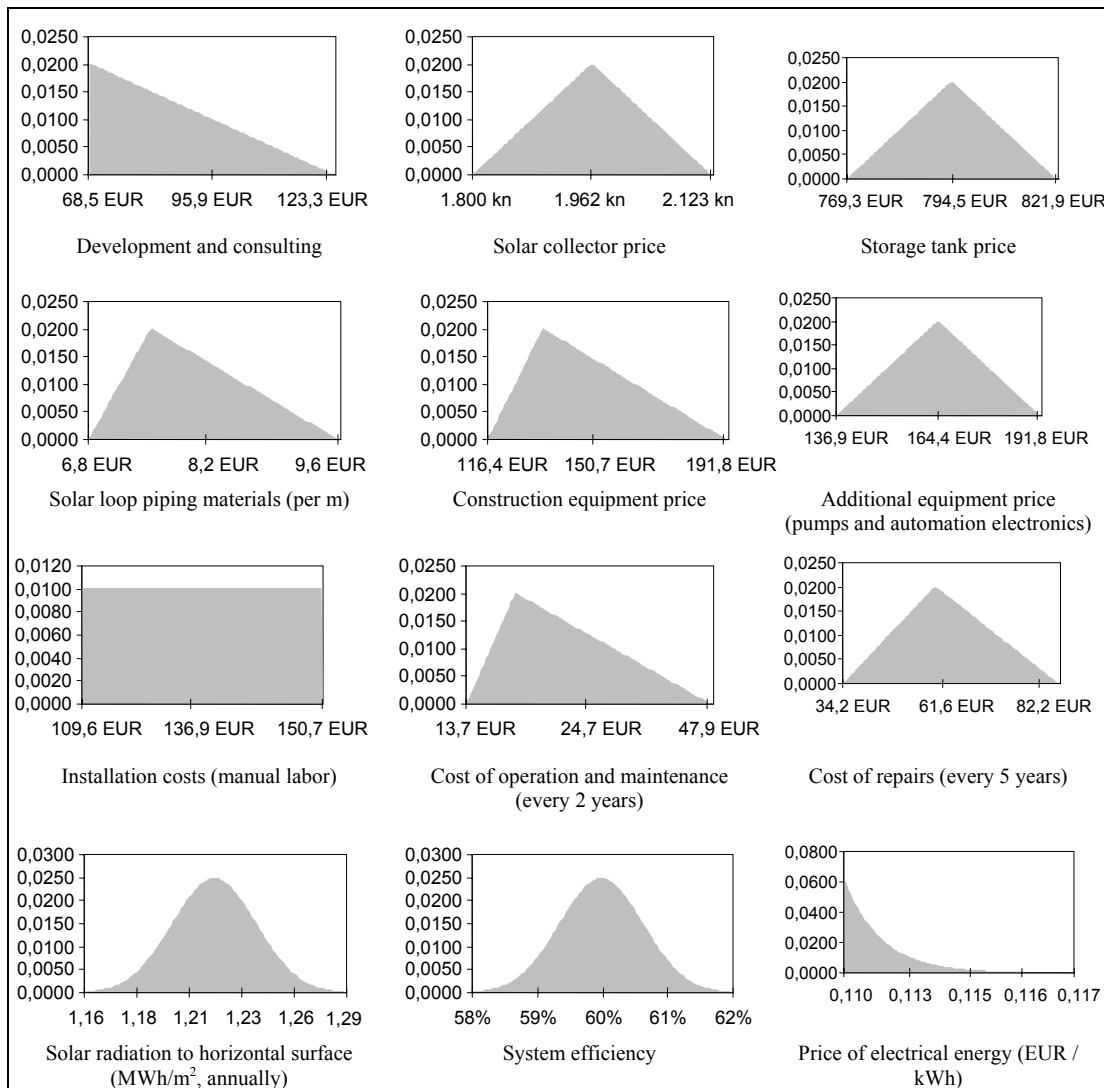 0,0250
0,0200
0,0150
0,0100
0,0050
0,0000
68,5 EUR 95,9 EUR 123,3 EUR
Development and consulting
0,0250
0,0200
0,0150
0,0100
0,0050
0,0000
1.800 kn 1.962 kn 2.123 kn
Solar collector price
0,0250
0,0200
0,0150
0,0100
0,0050
0,0000
769,3 EUR 794,5 EUR 821,9 EUR
Storage tank price
0,0250
0,0200
0,0150
0,0100
0,0050
0,0000
6,8 EUR 8,2 EUR 9,6 EUR
Solar loop piping materials (per m)
0,0250
0,0200
0,0150
0,0100
0,0050
0,0000
116,4 EUR 150,7 EUR 191,8 EUR
Construction equipment price
0,0250
0,0200
0,0150
0,0100
0,0050
0,0000
136,9 EUR 164,4 EUR 191,8 EUR
Additional equipment price
(pumps and automation electronics)
0,0120
0,0100
0,0080
0,0060
0,0040
0,0020
0,0000
109,6 EUR 136,9 EUR 150,7 EUR
Installation costs (manual labor)
0,0250
0,0200
0,0150
0,0100
0,0050
0,0000
13,7 EUR 24,7 EUR 47,9 EUR
Cost of operation and maintenance
(every 2 years)
0,0250
0,0200
0,0150
0,0100
0,0050
0,0000
34,2 EUR 61,6 EUR 82,2 EUR
Cost of repairs (every 5 years)
0,0300
0,0250
0,0200
0,0150
0,0100
0,0050
0,0000
1,16 1,18 1,21 1,23 1,26 1,29
Solar radiation to horizontal surface
(MWh/m², annually)
0,0300
0,0250
0,0200
0,0150
0,0100
0,0050
0,0000
58% 59% 60% 61% 62%
System efficiency
0,0800
0,0600
0,0400
0,0200
0,0000
0,110 0,113 0,115 0,116 0,117
Price of electrical energy (EUR /
kWh)